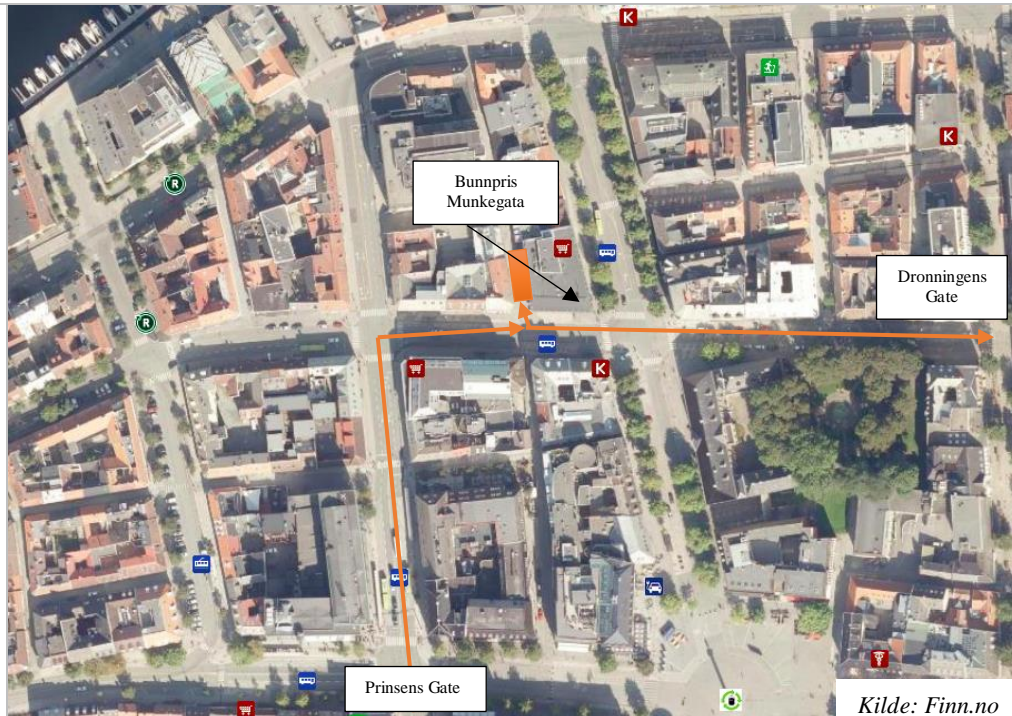 K
K
Bunnpris
Munkegata
R
Dronningens
Gate
R
K
Prinsens Gate
Kilde: Finn.no